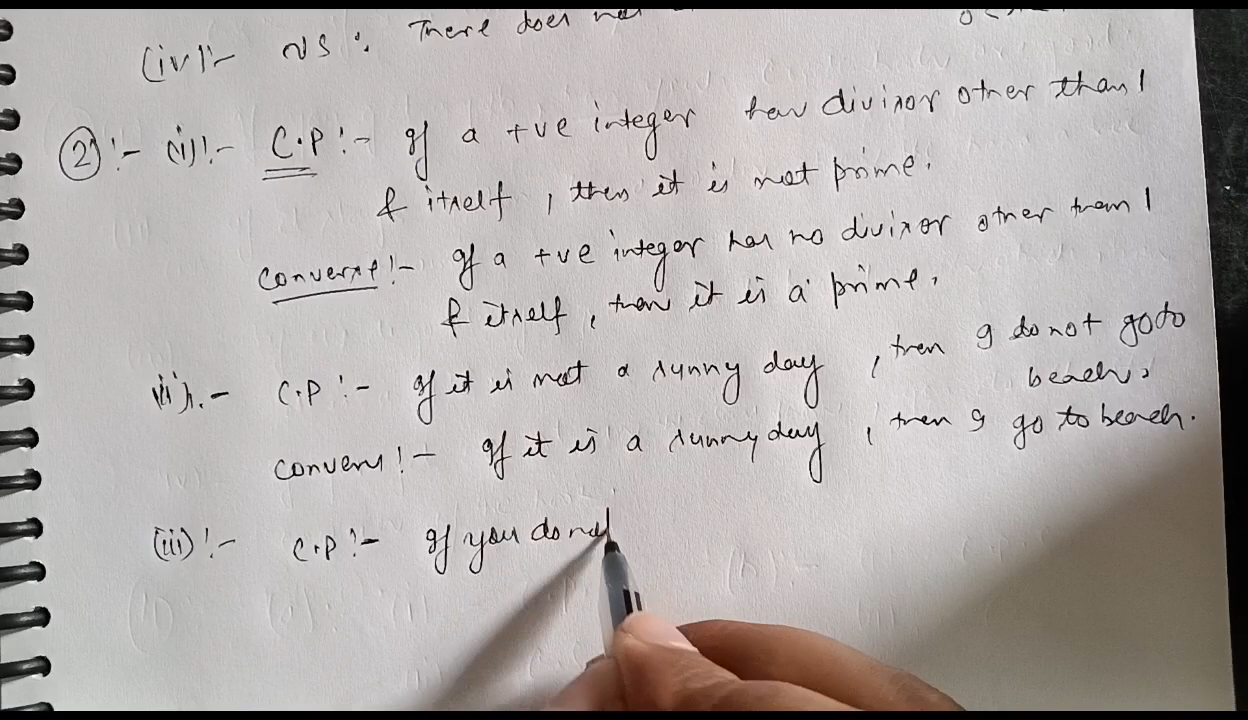 (iv):- NS : There does not
(2):- (i):- C.P :- If a +ve integer has divisor other than 1
& itself, then it is not prime.
Converse :- If a +ve integer has no divisor other than 1
& itself, then it is a prime.
ii).- C.P :- If it is not a sunny day, then I do not go to
beach.
Convers :- If it is a sunny day, then I go to beach.
(iii) :- C.P :- If you do not